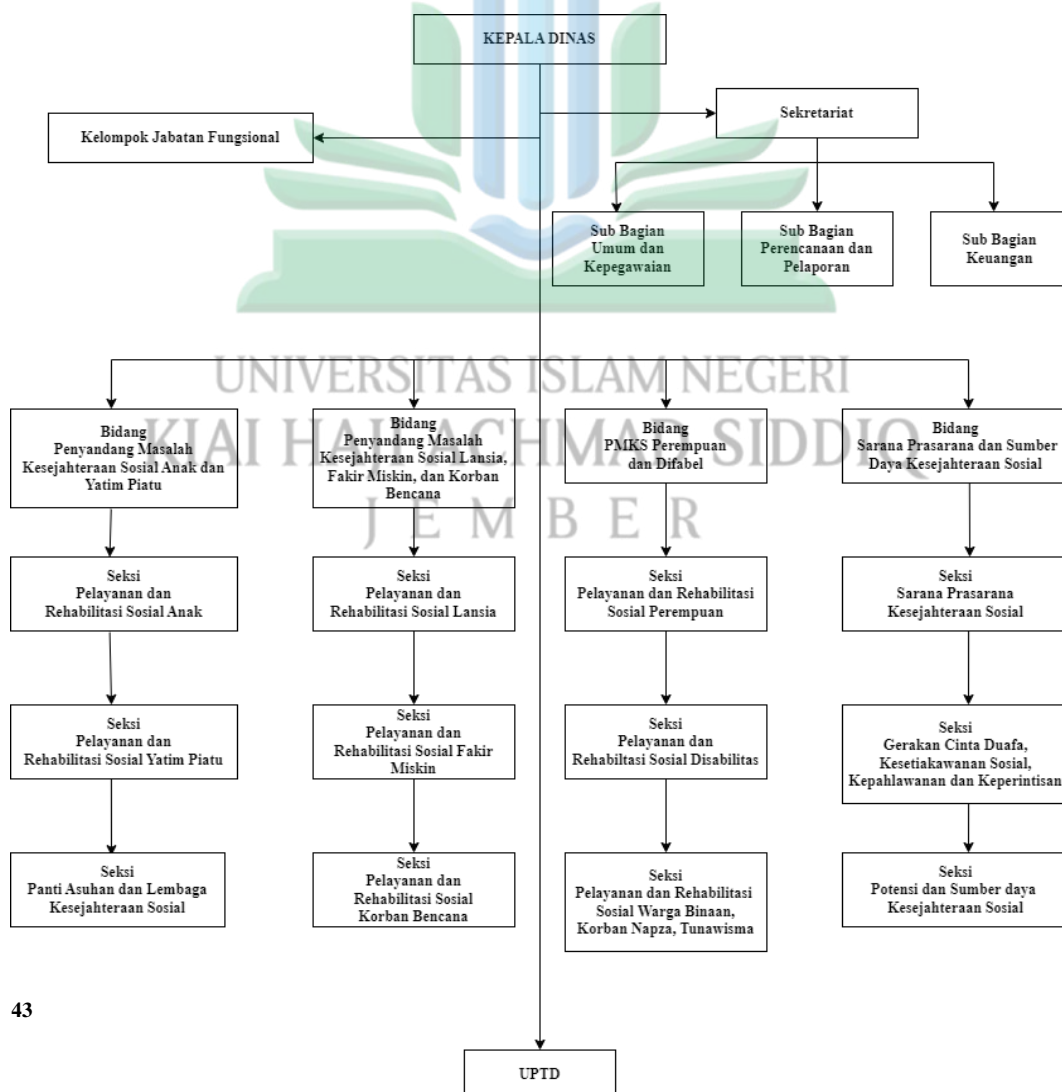 KEPALA DINAS
Sekretariat
Kelompok Jabatan Fungsional
Sub Bagian
Umum dan
Kepegawaian
Sub Bagian
Perencanaan dan
Pelaporan
Sub Bagian
Keuangan
UNIVERSITAS ISLAM NEGERI
KIAI HAJI ACHMAD SIDDIQ
JEMBER
Bidang
Penyandang Masalah
Kesejahteraan Sosial Anak dan
Yatim Piatu
Bidang
Penyandang Masalah
Kesejahteraan Sosial Lansia,
Fakir Miskin, dan Korban
Bencana
Bidang
PMKS Perempuan
dan Difabel
Bidang
Sarana Prasarana dan Sumber
Daya Kesejahteraan Sosial
Seksi
Pelayanan dan
Rehabilitasi Sosial Anak
Seksi
Pelayanan dan
Rehabilitasi Sosial Lansia
Seksi
Pelayanan dan Rehabilitasi
Sosial Perempuan
Seksi
Sarana Prasarana
Kesejahteraan Sosial
Seksi
Pelayanan dan
Rehabilitasi Sosial Yatim Piatu
Seksi
Pelayanan dan
Rehabilitasi Sosial Fakir
Miskin
Seksi
Pelayanan dan
Rehabiltasi Sosial Disabilitas
Seksi
Gerakan Cinta Duafa,
Kesetiakawanan Sosial,
Kepahlawanan dan Keperintisan
Seksi
Panti Asuhan dan Lembaga
Kesejahteraan Sosial
Seksi
Pelayanan dan
Rehabilitasi Sosial
Korban Bencana
Seksi
Pelayanan dan Rehabilitasi
Sosial Warga Binaan,
Korban Napza, Tunawisma
Seksi
Potensi dan Sumber daya
Kesejahteraan Sosial
43
UPTD